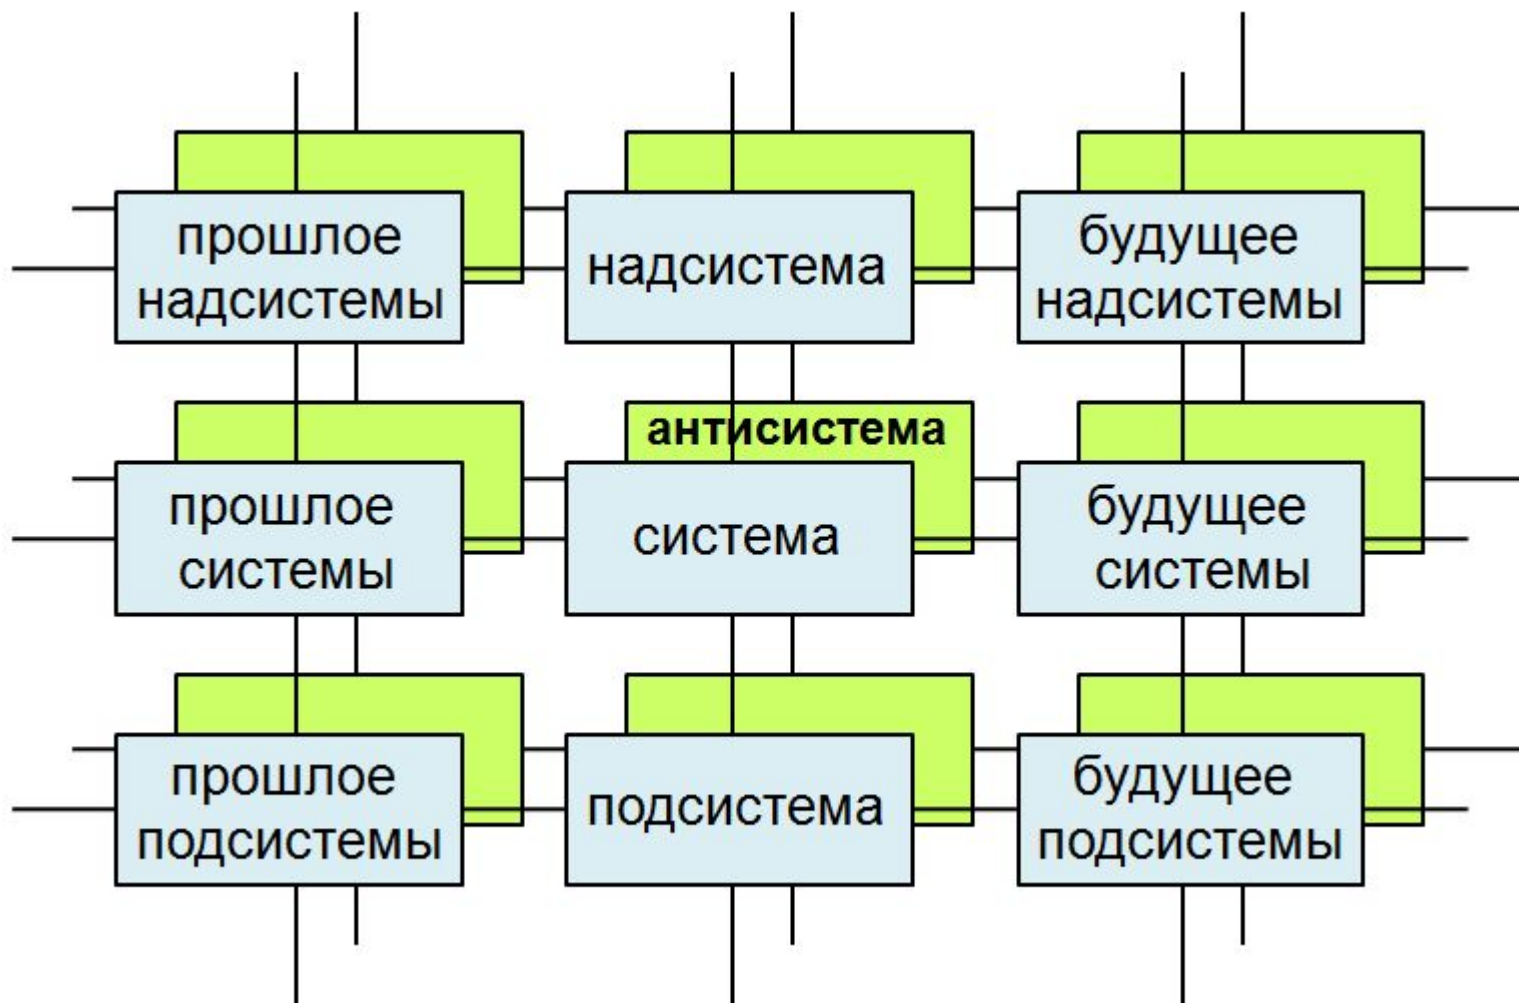 прошлое
надсистемы
надсистема
будущее
надсистемы
антисистема
прошлое
системы
система
будущее
системы
прошлое
подсистемы
подсистема
будущее
подсистемы